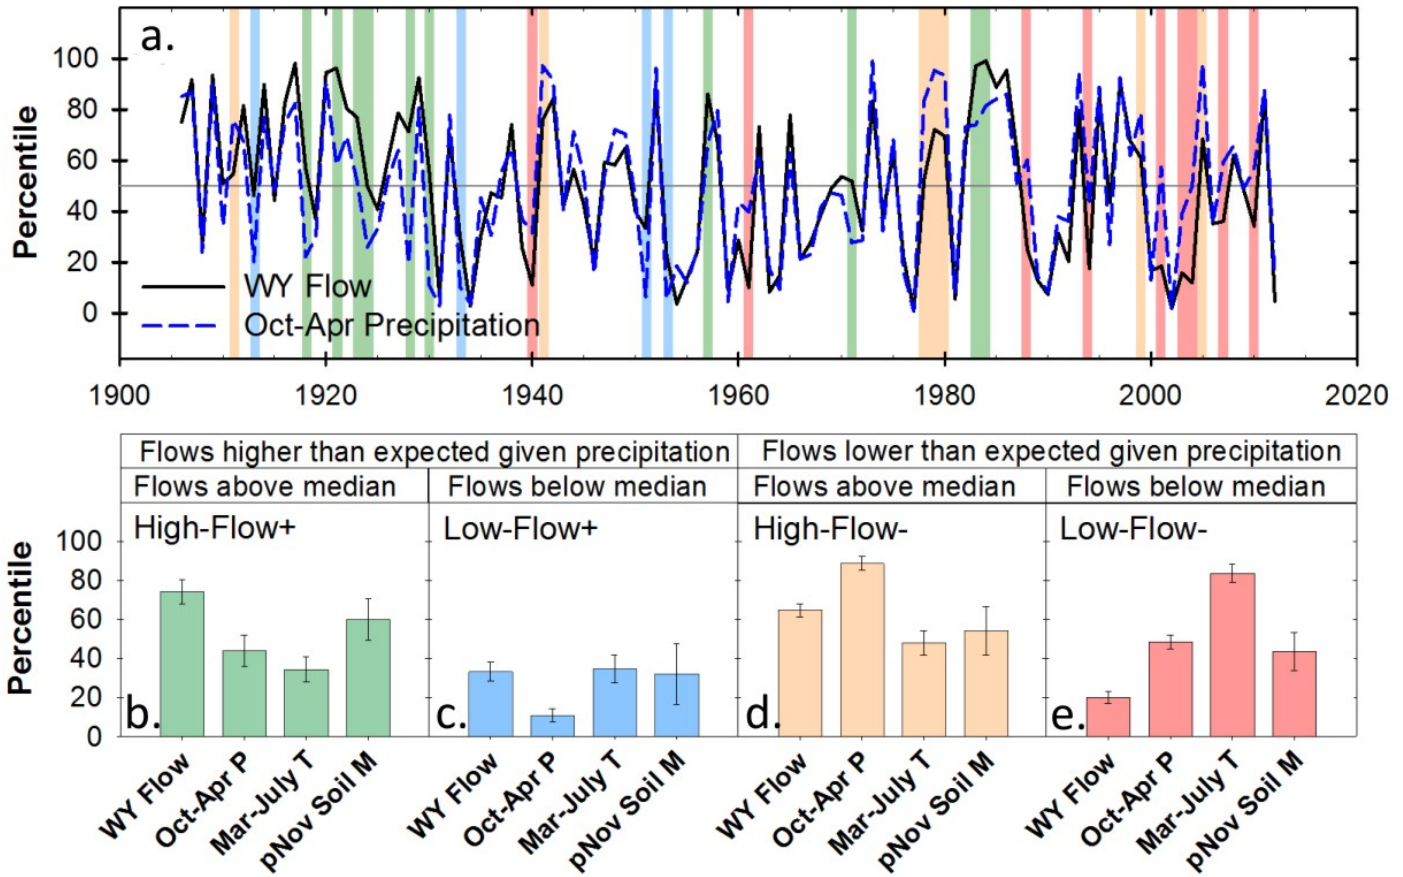 a.
Percentile
100
80
60
40
20
0
WY Flow
Oct-Apr Precipitation
1900 1920 1940 1960 1980 2000 2020
Flows higher than expected given precipitation Flows lower than expected given precipitation
Flows above median Flows below median Flows above median Flows below median
High-Flow+ Low-Flow+ High-Flow- Low-Flow-
Percentile
100
80
60
40
20
0
b. c. d. e.
WY Flow Oct-Apr P Mar-July T pNov Soil M WY Flow Oct-Apr P Mar-July T pNov Soil M WY Flow Oct-Apr P Mar-July T pNov Soil M WY Flow Oct-Apr P Mar-July T pNov Soil M